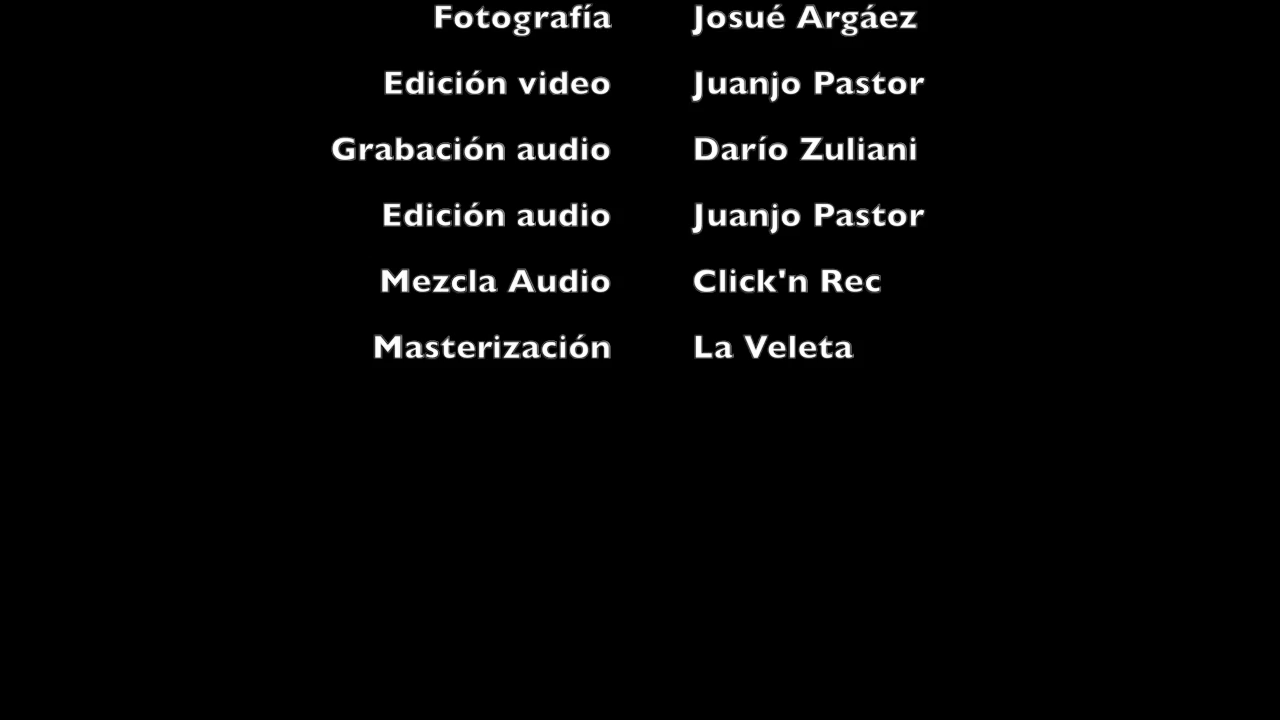 Fotografía Josué Argáez
Edición video Juanjo Pastor
Grabación audio Darío Zuliani
Edición audio Juanjo Pastor
Mezcla Audio Click'n Rec
Masterización La Veleta